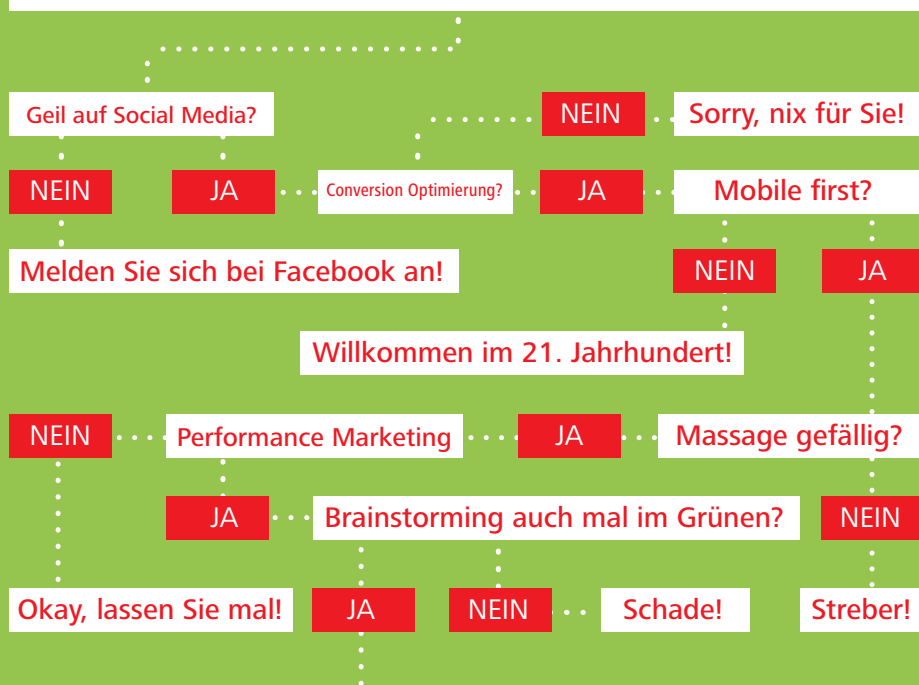 Geil auf Social Media?
NEIN
Sorry, nix für Sie!
NEIN
JA
Conversion Optimierung?
JA
Mobile first?
Melden Sie sich bei Facebook an!
NEIN
JA
Willkommen im 21. Jahrhundert!
NEIN
Performance Marketing
JA
Massage gefällig?
JA
Brainstorming auch mal im Grünen?
NEIN
Okay, lassen Sie mal!
JA
NEIN
Schade!
Streber!